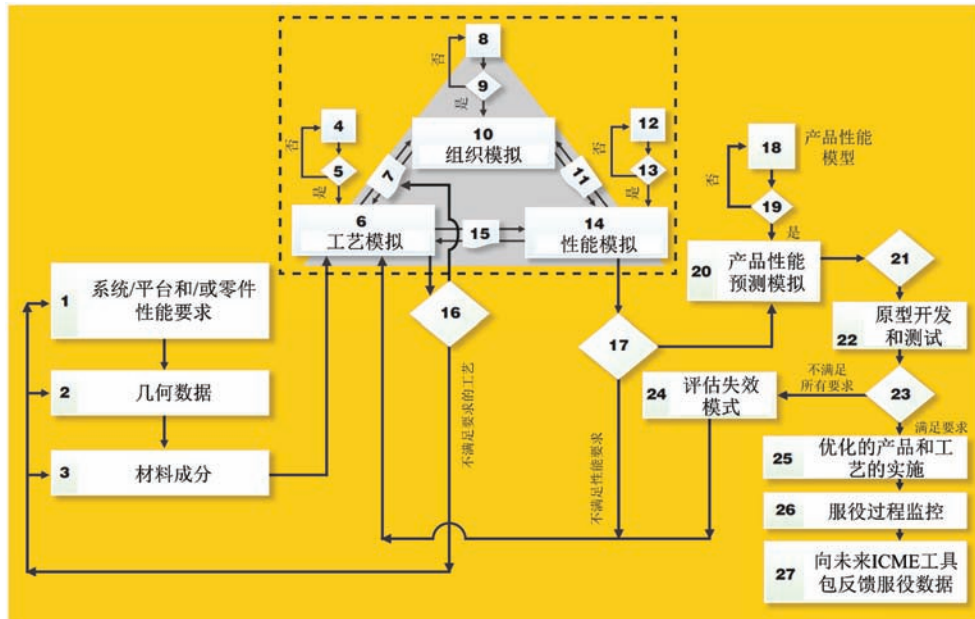 8
否
9
是
10
组织模拟
4
否
5
是
7
11
12
否
13
是
6
工艺模拟
15
14
性能模拟
18
产品性能
模型
否
19
是
20
产品性能
预测模拟
21
1
系统/平台和/或零件
性能要求
16
17
22
原型开发
和测试
2
几何数据
不满足要求的工艺
不满足性能要求
24
评估失效
模式
不满足
所有要求
23
满足要求
3
材料成分
25
优化的产品和工
艺的实施
26
服役过程监控
27
向未来ICME工具
包反馈服役数据